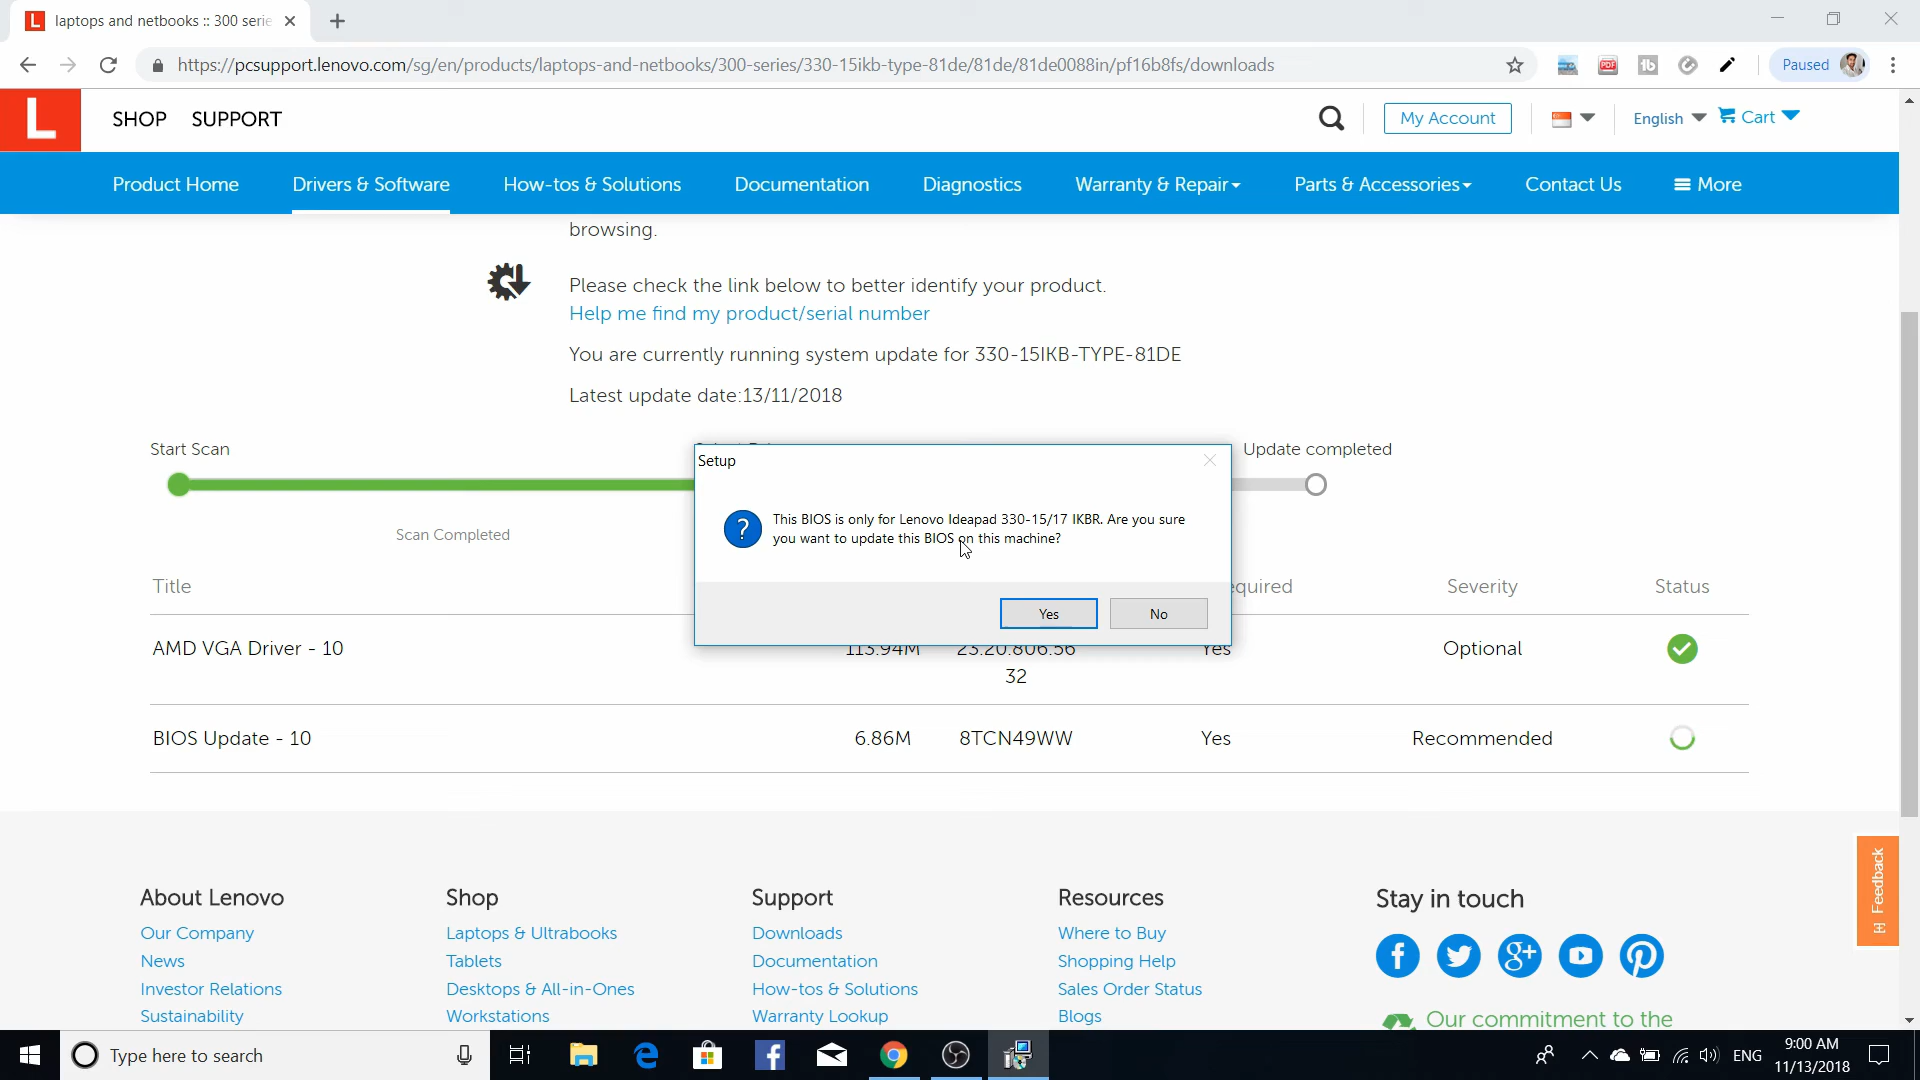 laptops and netbooks :: 300 serie
https://pcsupport.lenovo.com/sg/en/products/laptops-and-netbooks/300-series/330-15ikb-type-81de/81de/81de0088in/pf16b8fs/downloads
PDF
Paused
L SHOP SUPPORT
My Account
English
Cart
Product Home Drivers & Software How-tos & Solutions Documentation Diagnostics Warranty & Repair Parts & Accessories Contact Us More
browsing.
Please check the link below to better identify your product.
Help me find my product/serial number
You are currently running system update for 330-15IKB-TYPE-81DE
Latest update date:13/11/2018
Start Scan
Update completed
Scan Completed
Setup
This BIOS is only for Lenovo Ideapad 330-15/17 IKBR. Are you sure
you want to update this BIOS on this machine?
Yes No
Title Severity Status
AMD VGA Driver - 10 113.94M 23.20.806.56 Yes Optional
32
BIOS Update - 10 6.86M 8TCN49WW Yes Recommended
[+] Feedback
About Lenovo
Our Company
News
Investor Relations
Sustainability
Shop
Laptops & Ultrabooks
Tablets
Desktops & All-in-Ones
Workstations
Support
Downloads
Documentation
How-tos & Solutions
Warranty Lookup
Resources
Where to Buy
Shopping Help
Sales Order Status
Blogs
Stay in touch
Our commitment to the
Type here to search
ENG
9:00 AM
11/13/2018